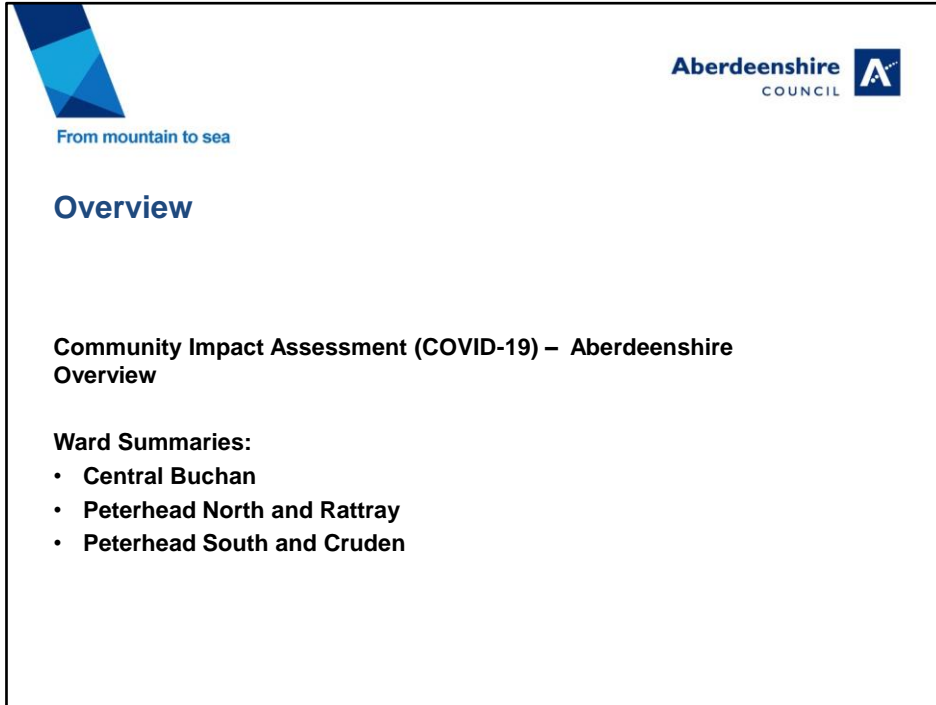 Aberdeenshire
COUNCIL
From mountain to sea
Overview
Community Impact Assessment (COVID-19) – Aberdeenshire
Overview
Ward Summaries:
• Central Buchan
• Peterhead North and Rattray
• Peterhead South and Cruden